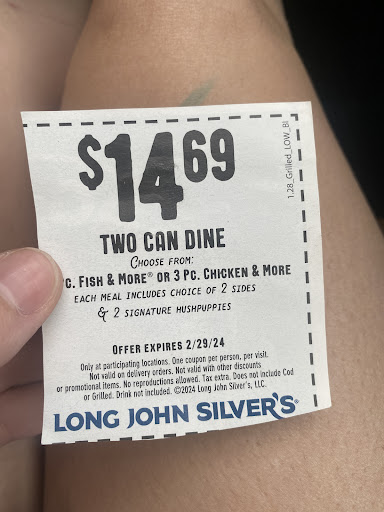 $14.69
TWO CAN DINE
CHOOSE FROM:
C. FISH & MORE® OR 3 PC. CHICKEN & MORE
EACH MEAL INCLUDES CHOICE OF 2 SIDES
& 2 SIGNATURE HUSHPUPPIES
OFFER EXPIRES 2/29/24
Only at participating locations. One coupon per person, per visit.
Not valid on delivery orders. Not valid with other discounts
or promotional items. No reproductions allowed. Tax extra. Does not include Cod
or Grilled. Drink not included. ©2024 Long John Silver's, LLC.
LONG JOHN SILVER'S®
1.28_Grilled_LOW_BI